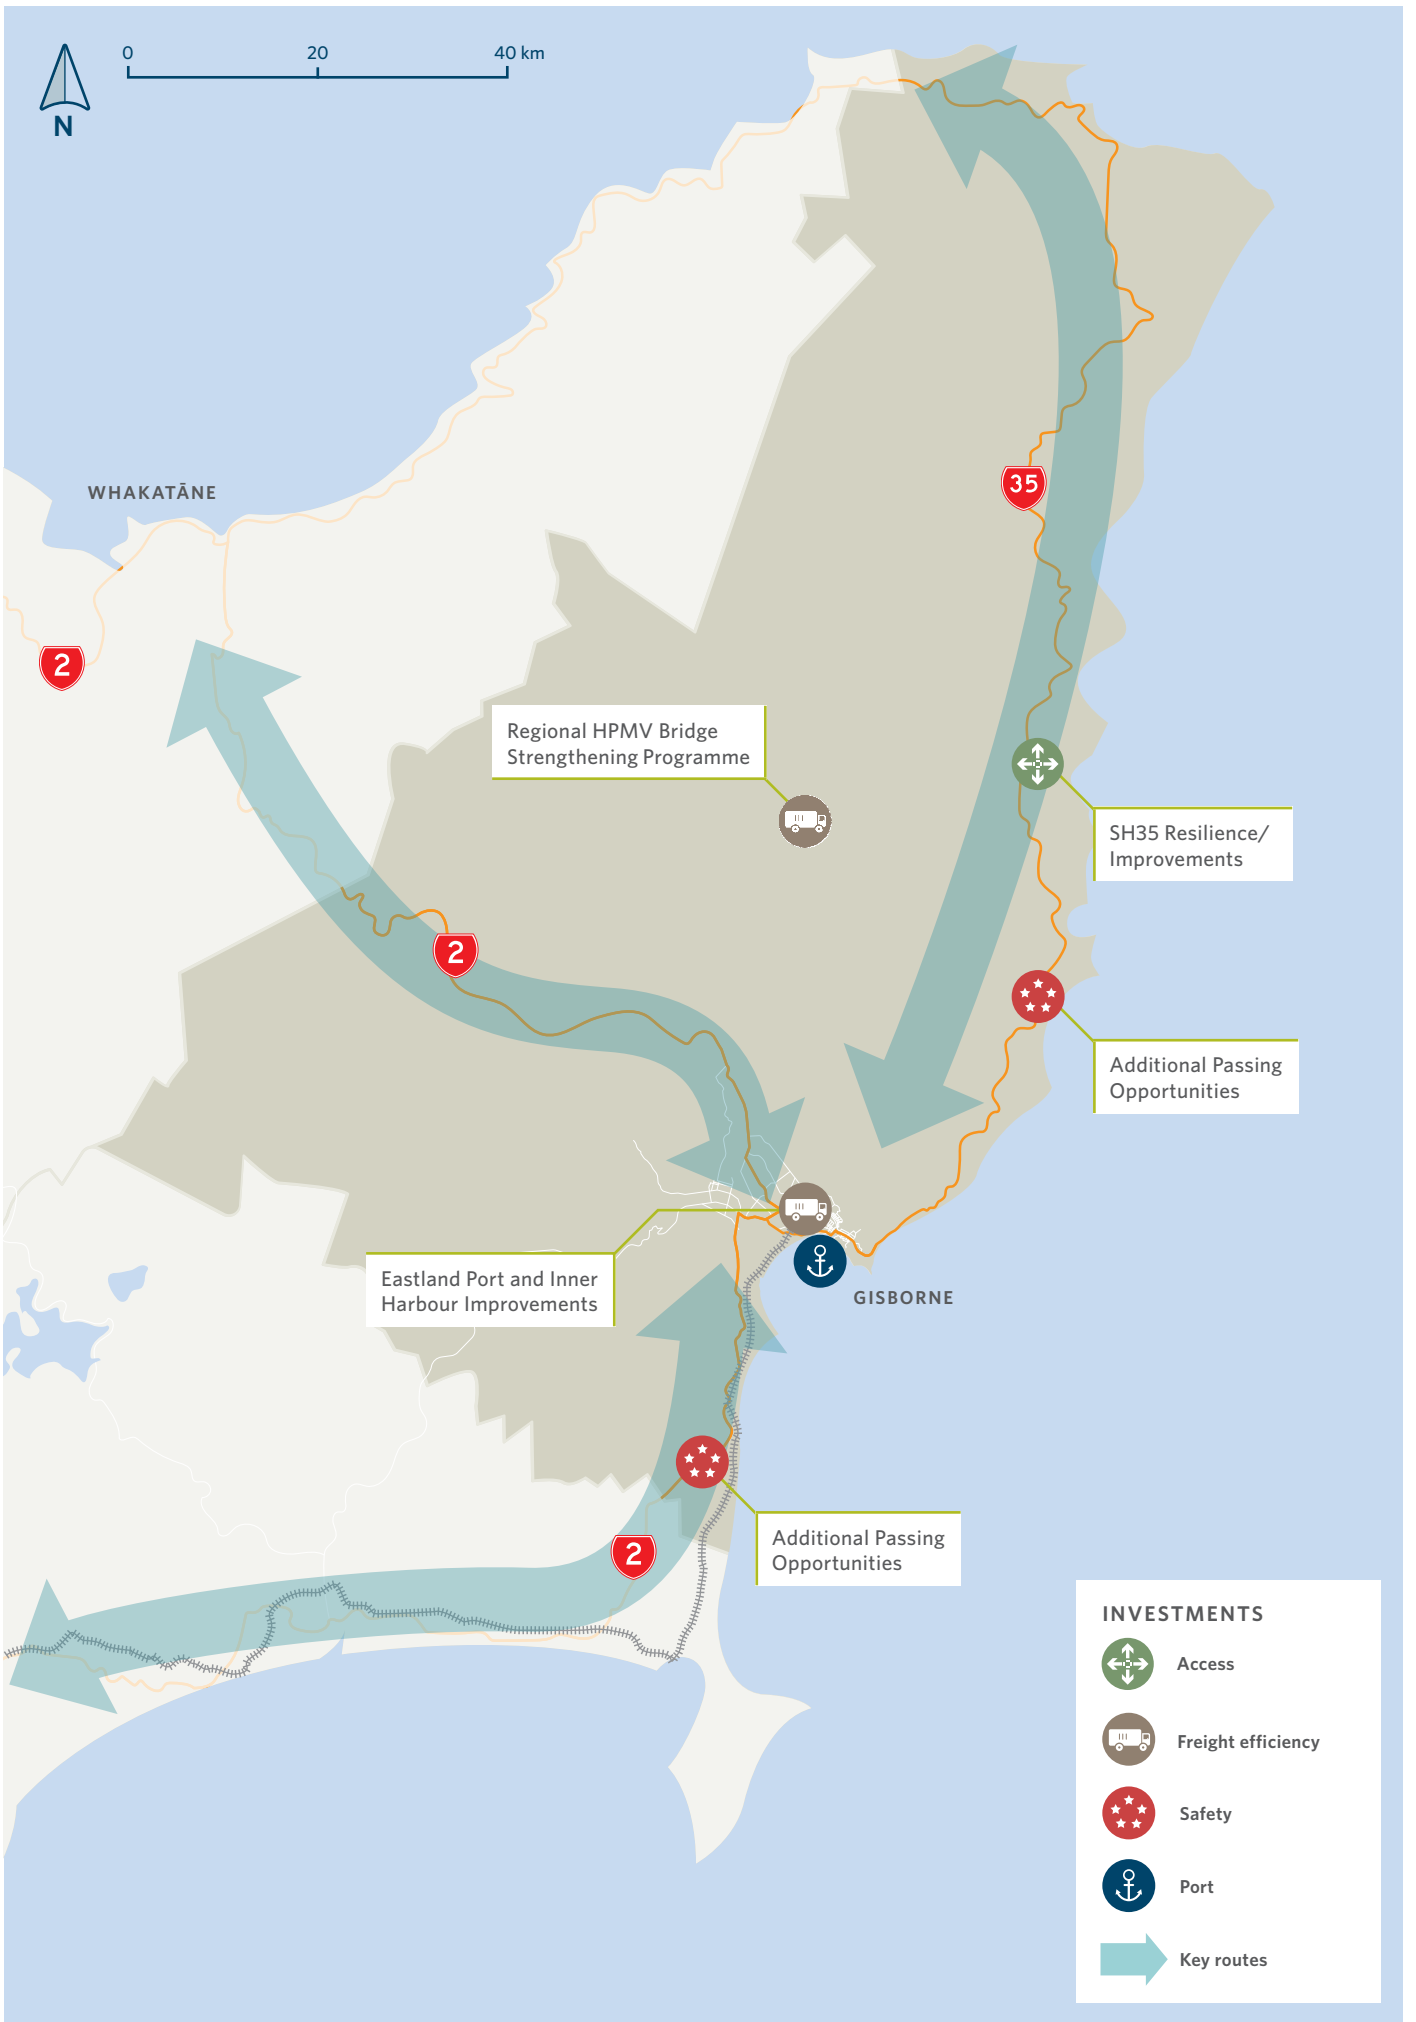 0 20 40 km
N
WHAKATĀNE
35
2
Regional HPMV Bridge
Strengthening Programme
SH35 Resilience/
Improvements
2
Additional Passing
Opportunities
Eastland Port and Inner
Harbour Improvements
GISBORNE
2
Additional Passing
Opportunities
INVESTMENTS
Access
Freight efficiency
Safety
Port
Key routes